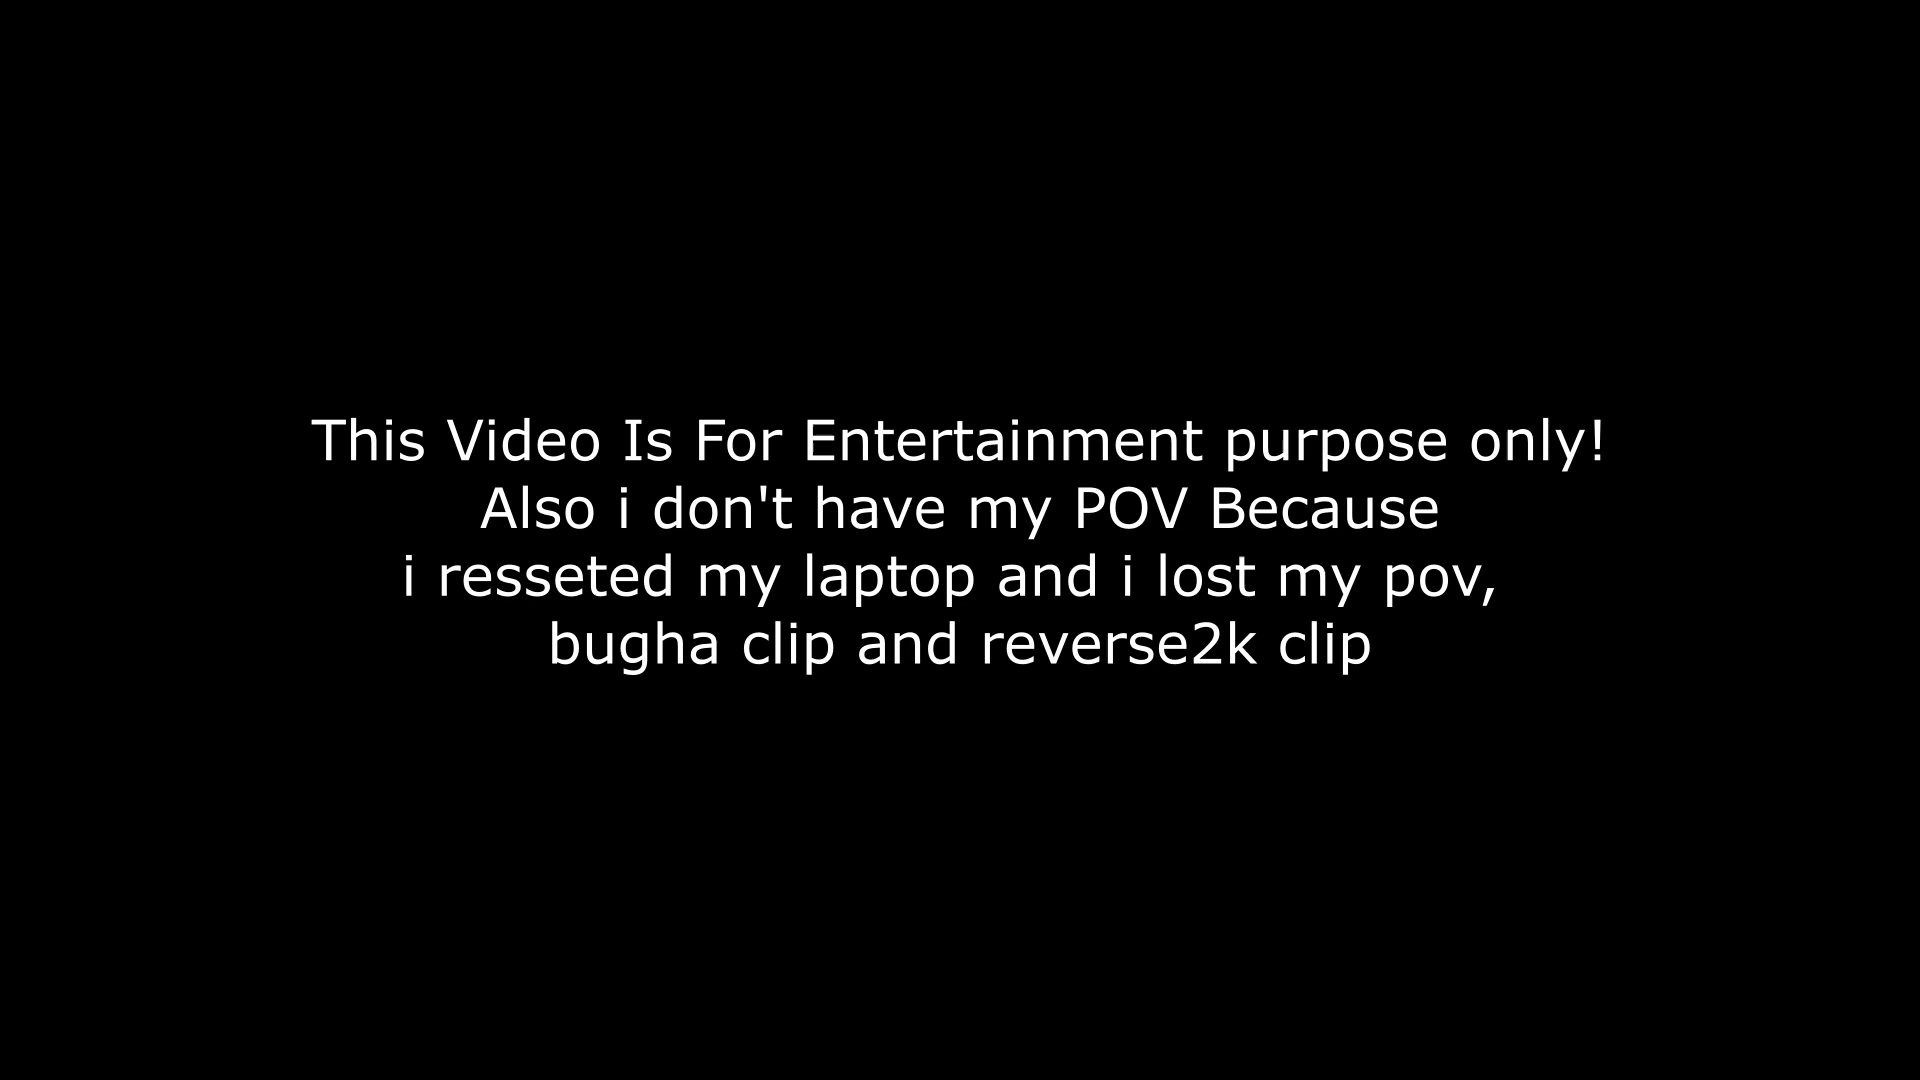 This Video Is For Entertainment purpose only!
Also i don't have my POV Because
i resseted my laptop and i lost my pov,
bugha clip and reverse2k clip